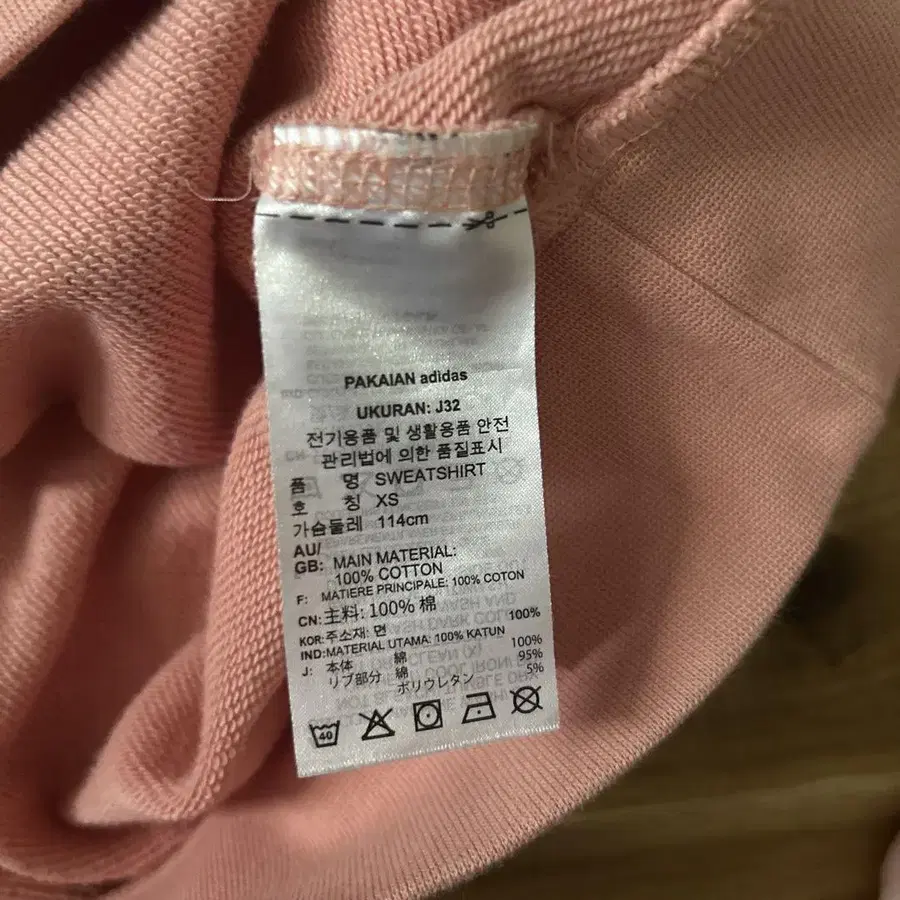 PAKAIAN adidas
UKURAN: J32
전기용품 및 생활용품 안전
관리법에 의한 품질표시
품 명 SWEATSHIRT
호 칭 XS
가슴둘레 114cm
AU/
GB: MAIN MATERIAL:
100% COTTON
F: MATIERE PRINCIPALE: 100% COTON
CN: 主料: 100% 棉
KOR: 주소재: 면 100%
IND: MATERIAL UTAMA: 100% KATUN
J: 本体 綿 100%
リブ部分 綿 95%
ポリウレタン 5%
40